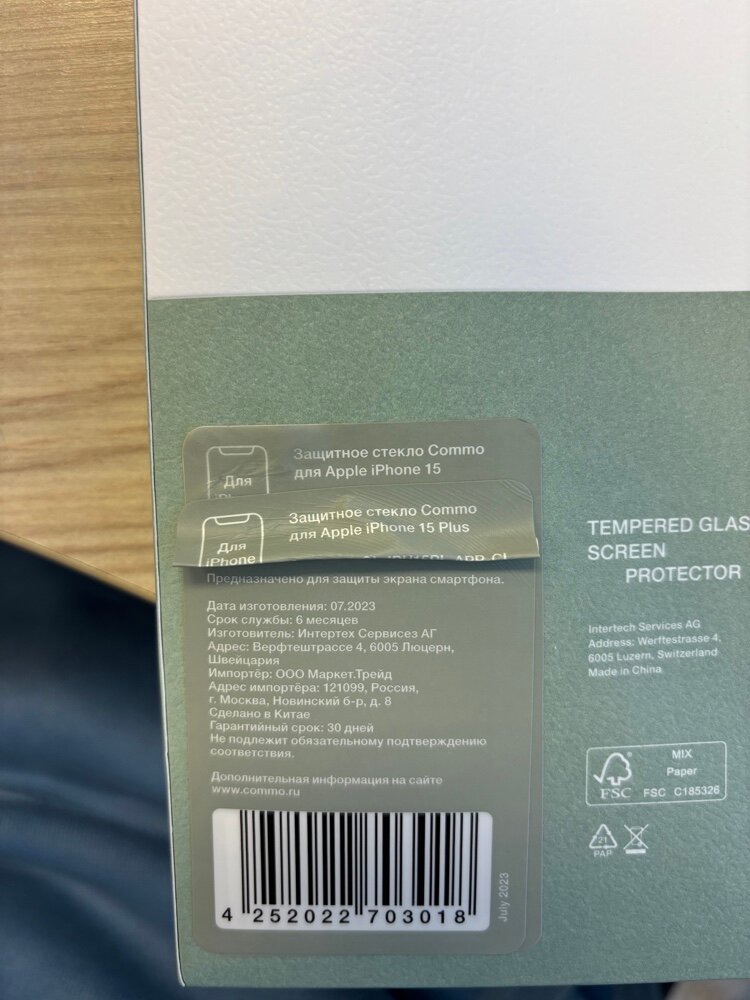 Защитное стекло Commo
для Apple iPhone 15
Для
Защитное стекло Commo
для Apple iPhone 15 Plus
Для
iPhone
Предназначено для защиты экрана смартфона.
Дата изготовления: 07.2023
Срок службы: 6 месяцев
Изготовитель: Интертех Сервисез АГ
Адрес: Верфтештрассе 4, 6005 Люцерн,
Швейцария
Импортёр: ООО Маркет.Трейд
Адрес импортёра: 121099, Россия,
г. Москва, Новинский б-р, д. 8
Сделано в Китае
Гарантийный срок: 30 дней
Не подлежит обязательному подтверждению
соответствия.
Дополнительная информация на сайте
www.commo.ru
4 252022 703018
July 2023
TEMPERED GLAS
SCREEN
PROTECTOR
Intertech Services AG
Address: Werftestrasse 4,
6005 Luzern, Switzerland
Made in China
MIX
Paper
FSC
FSC C185326
21
PAP